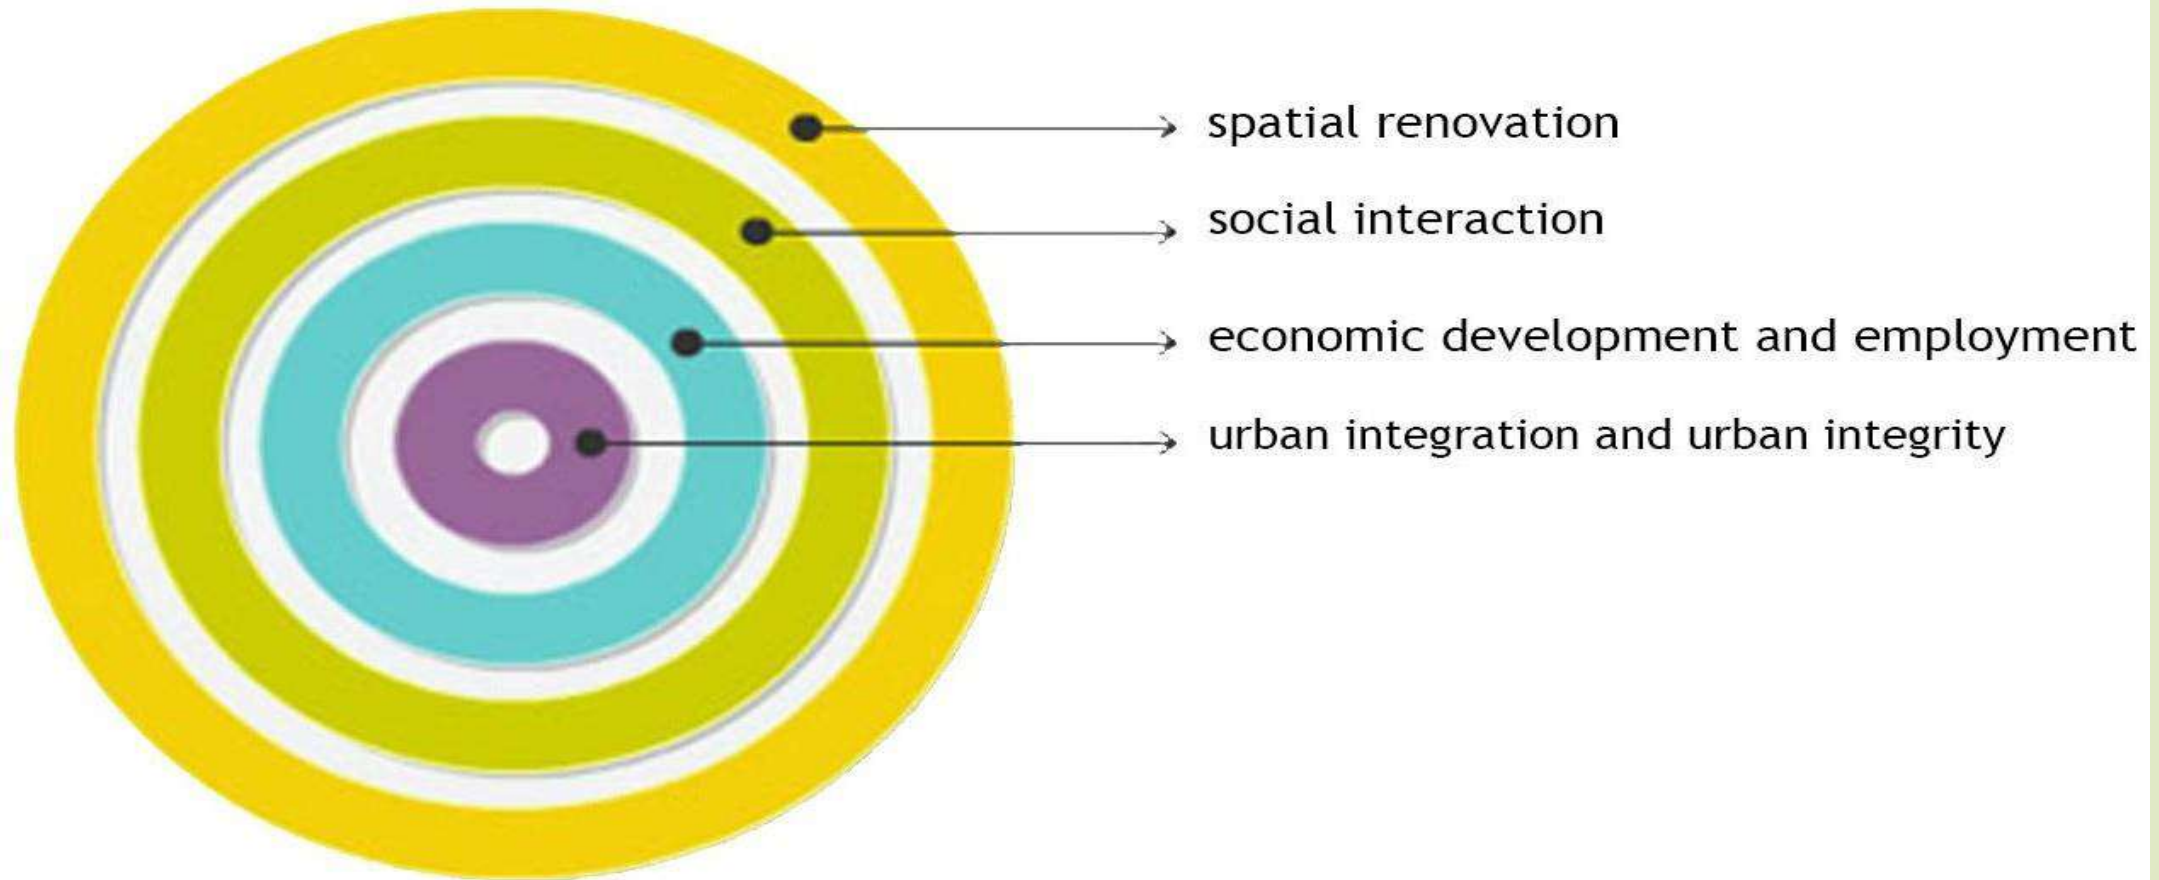 spatial renovation
social interaction
economic development and employment
urban integration and urban integrity